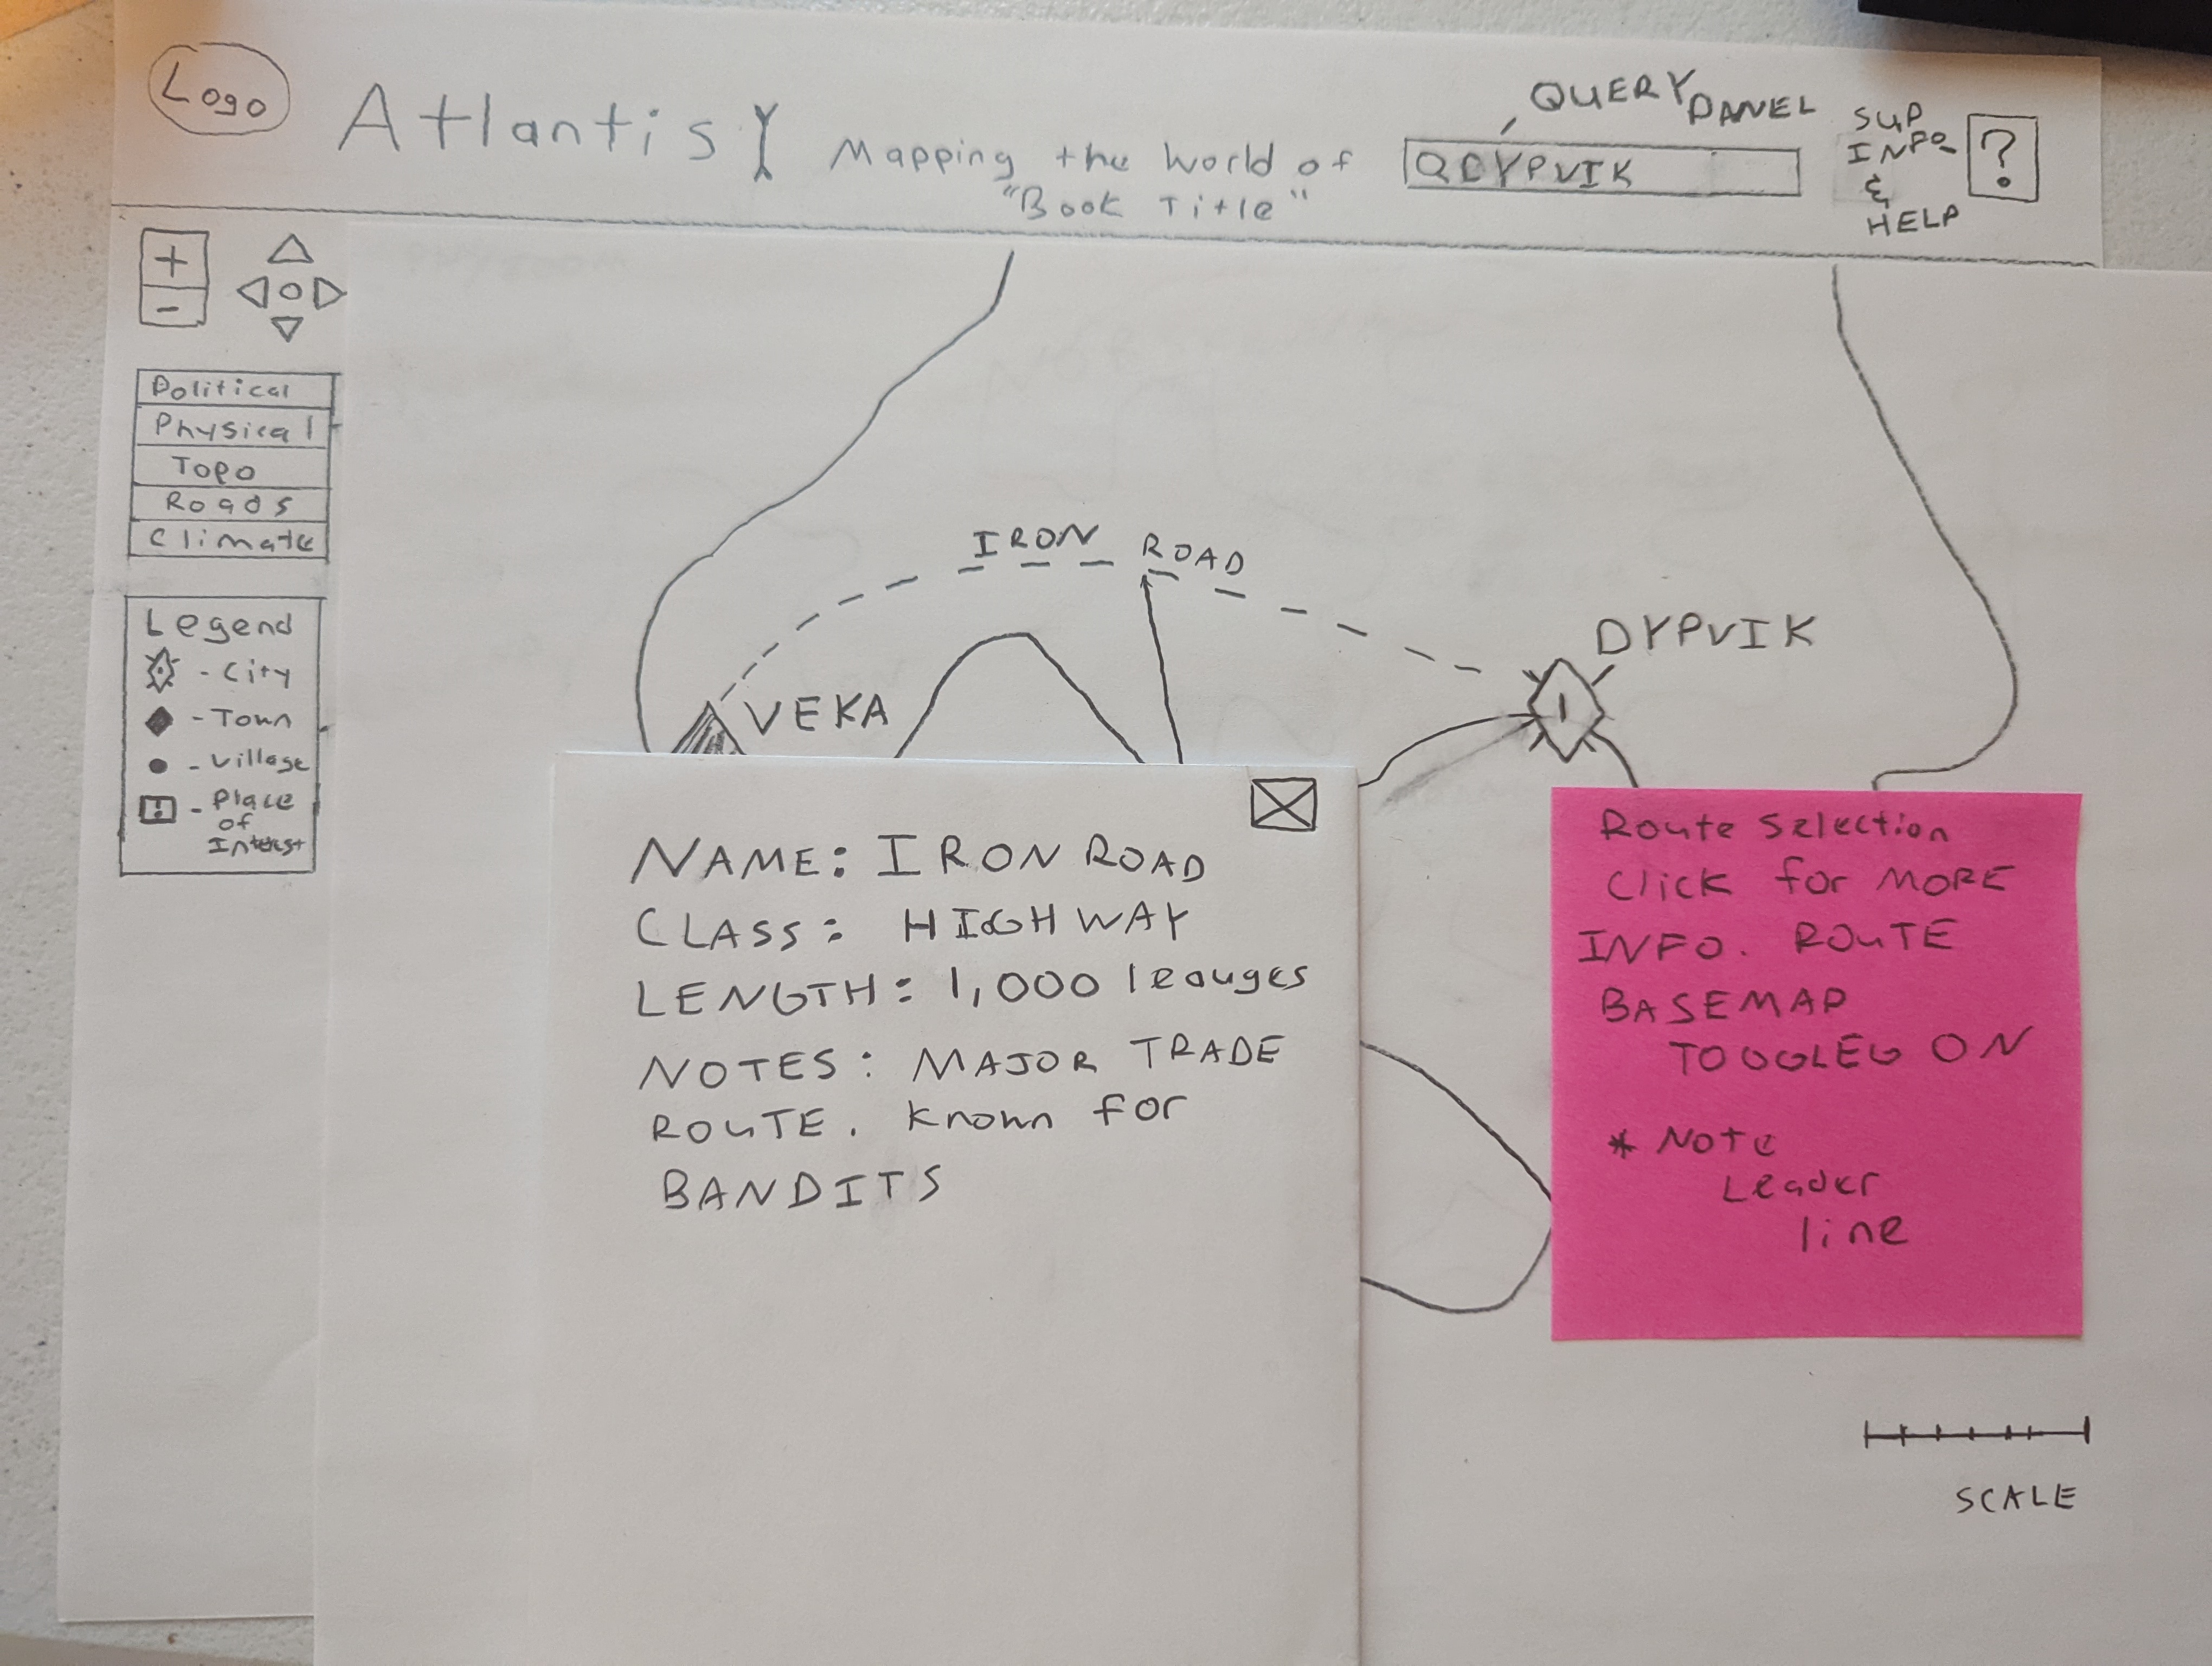 Logo
Atlantis
Mapping the World of
"Book Title"
QUERY PANEL
QDYPVIK
SUP
INFO
&
HELP
?
+
-
Political
Physical
Topo
Roads
Climate
Legend
- City
- Town
- Village
- Place
of
Interest
IRON ROAD
DYPVIK
VEKA
NAME: IRON ROAD
CLASS: HIGHWAY
LENGTH: 1,000 leauges
NOTES: MAJOR TRADE
ROUTE. Known for
BANDITS
Route Selection
Click for MORE
INFO. ROUTE
BASEMAP
TOGGLED ON
* Note
Leader
line
SCALE